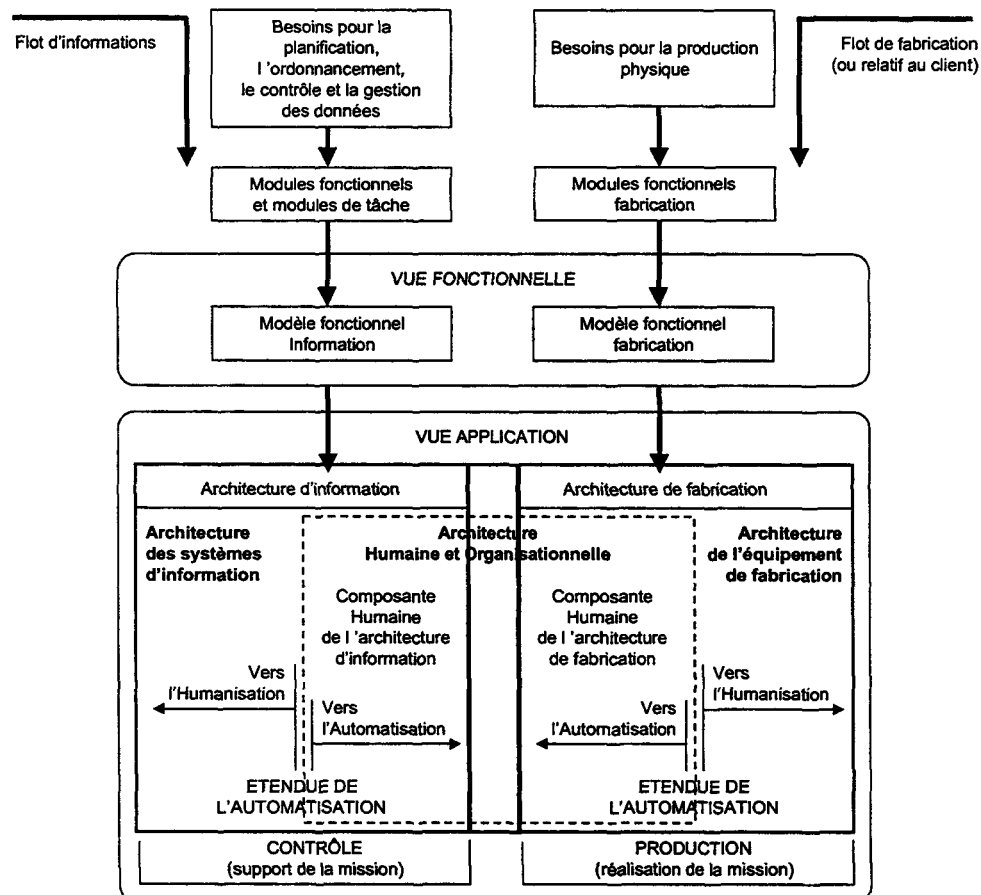 Flot d'informations
Besoins pour la
planification,
l 'ordonnancement,
le contrôle et la gestion
des données
Besoins pour la production
physique
Flot de fabrication
(ou relatif au client)
Modules fonctionnels
et modules de tâche
Modules fonctionnels
fabrication
VUE FONCTIONNELLE
Modèle fonctionnel
Information
Modèle fonctionnel
fabrication
VUE APPLICATION
Architecture d'information
Architecture de fabrication
Architecture
des systèmes
d'information
Architecture
Humaine et Organisationnelle
Architecture
de l'équipement
de fabrication
Composante
Humaine
de l 'architecture
d'information
Composante
Humaine
de l 'architecture
de fabrication
Vers
l'Humanisation
Vers
l'Automatisation
Vers
l'Automatisation
Vers
l'Humanisation
ETENDUE DE
L'AUTOMATISATION
ETENDUE DE
L'AUTOMATISATION
CONTRÔLE
(support de la mission)
PRODUCTION
(réalisation de la mission)